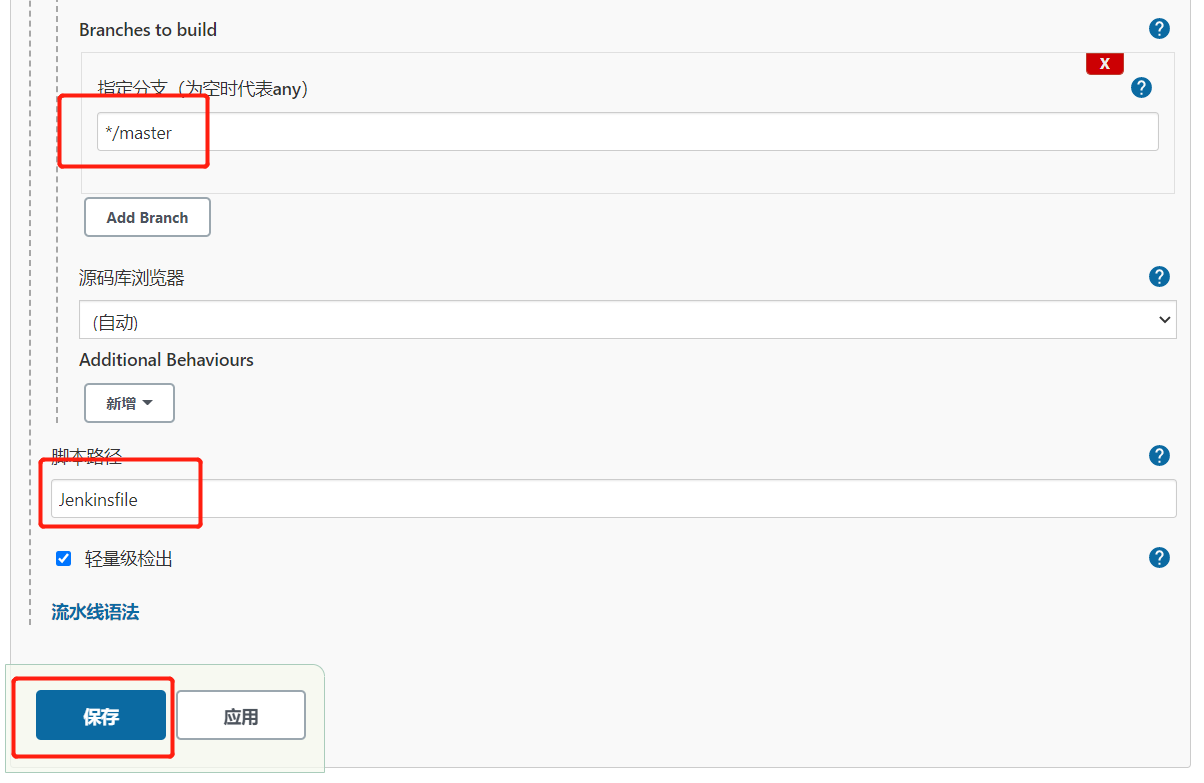 Branches to build
?
X
指定分支（为空时代表any）
?
*/master
Add Branch
源码库浏览器
?
(自动)
Additional Behaviours
新增
脚本路径
?
Jenkinsfile
轻量级检出
?
流水线语法
保存
应用